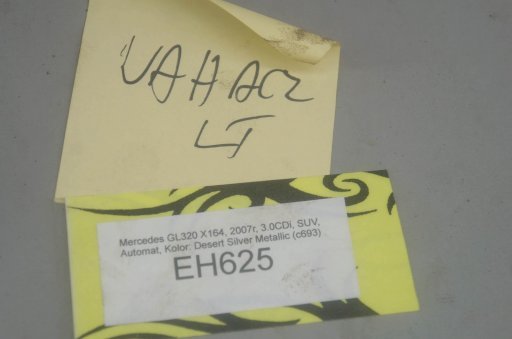 VAHACZ
LT
Mercedes GL320 X164, 2007r, 3.0CDi, SUV,
Automat, Kolor: Desert Silver Metallic (c693)
EH625